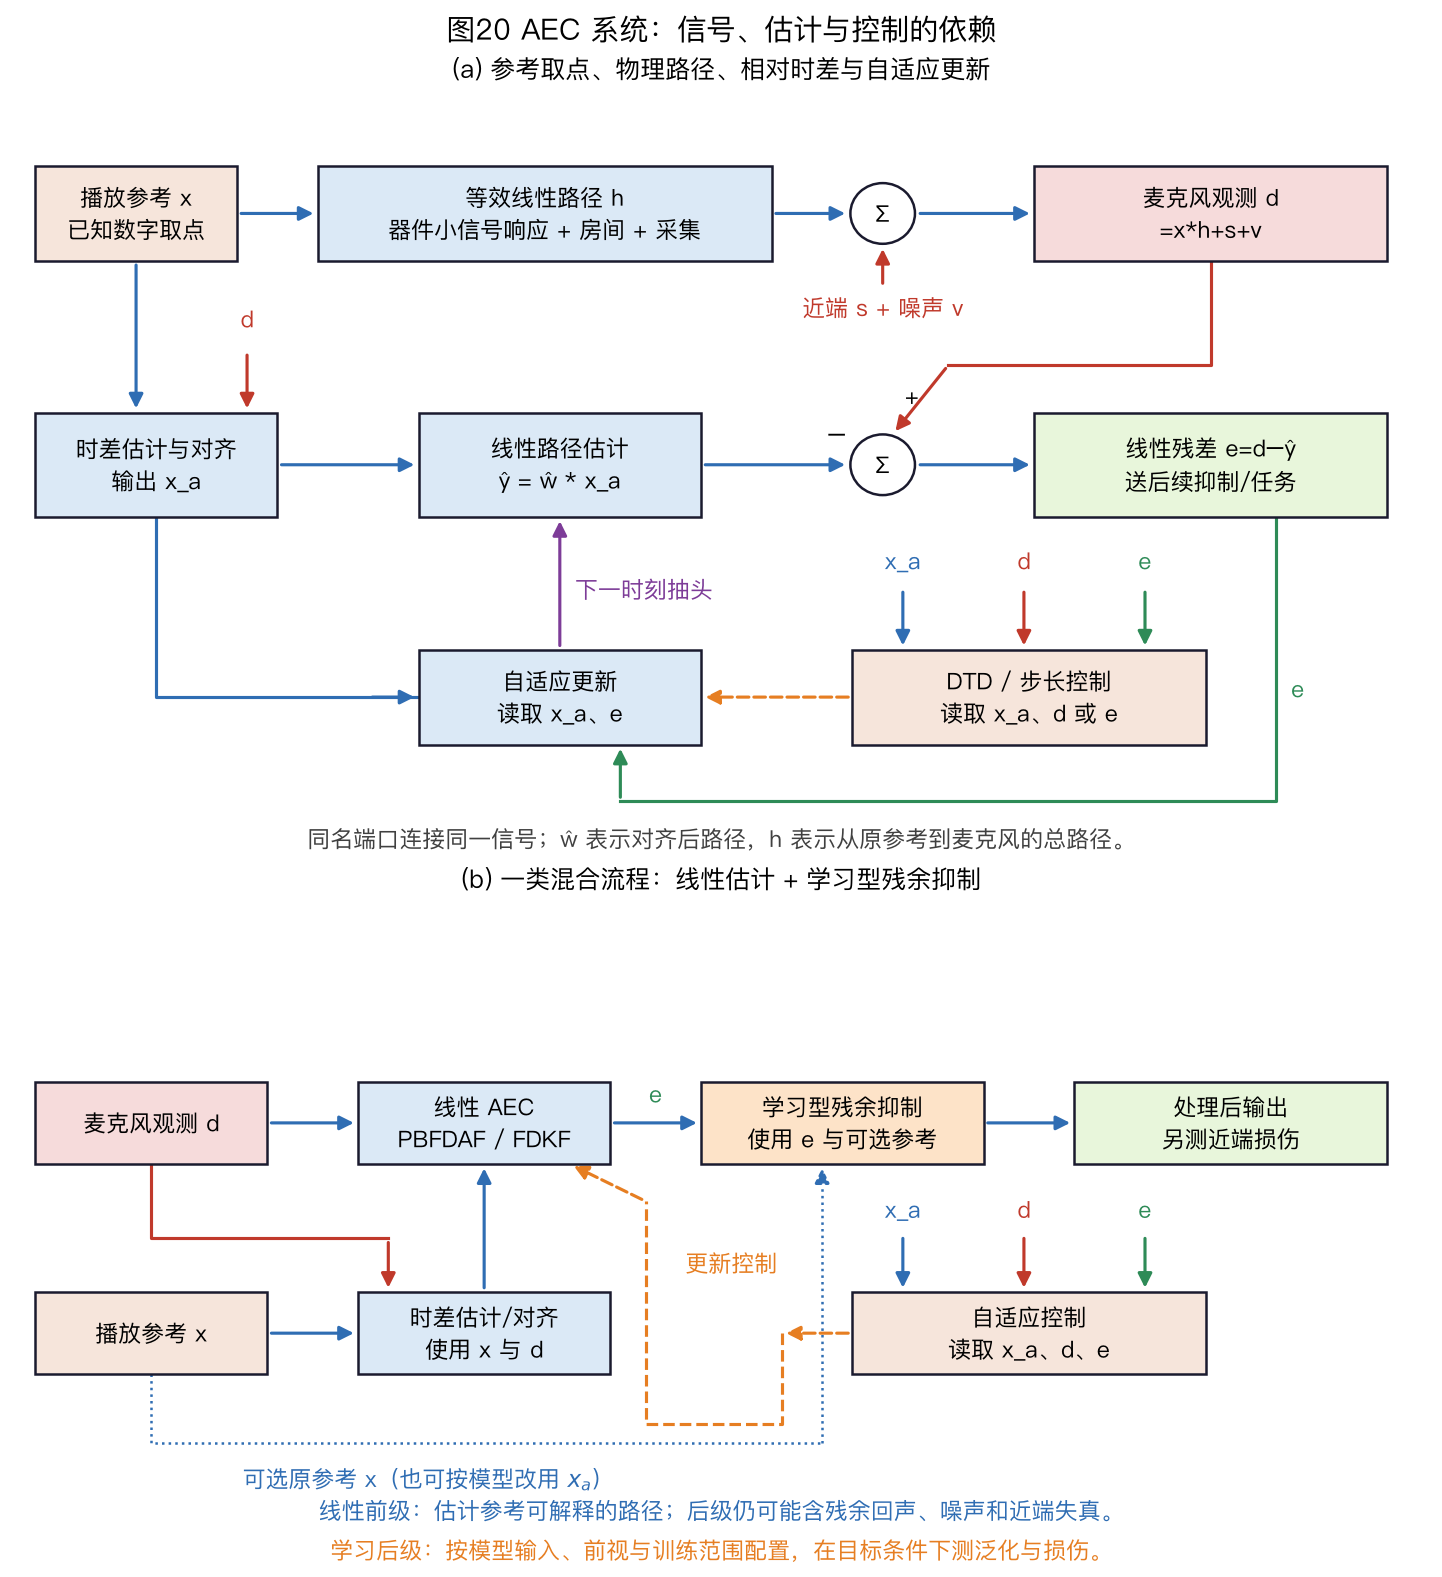 图20 AEC 系统：信号、估计与控制的依赖
(a) 参考取点、物理路径、相对时差与自适应更新
播放参考 x
已知数字取点
等效线性路径 h
器件小信号响应 + 房间 + 采集
Σ
麦克风观测 d
=x*h+s+v
近端 s + 噪声 v
d
+
−
时差估计与对齐
输出 x_a
线性路径估计
ŷ = ŵ * x_a
Σ
线性残差 e=d−ŷ
送后续抑制/任务
下一时刻抽头
x_a
d
e
自适应更新
读取 x_a、e
DTD / 步长控制
读取 x_a、d 或 e
e
同名端口连接同一信号；ŵ 表示对齐后路径，h 表示从原参考到麦克风的总路径。
(b) 一类混合流程：线性估计 + 学习型残余抑制
麦克风观测 d
线性 AEC
PBFDAF / FDKF
e
学习型残余抑制
使用 e 与可选参考
处理后输出
另测近端损伤
x_a
d
e
更新控制
播放参考 x
时差估计/对齐
使用 x 与 d
自适应控制
读取 x_a、d、e
可选原参考 x（也可按模型改用 xₐ）
线性前级：估计参考可解释的路径；后级仍可能含残余回声、噪声和近端失真。
学习后级：按模型输入、前视与训练范围配置，在目标条件下测泛化与损伤。